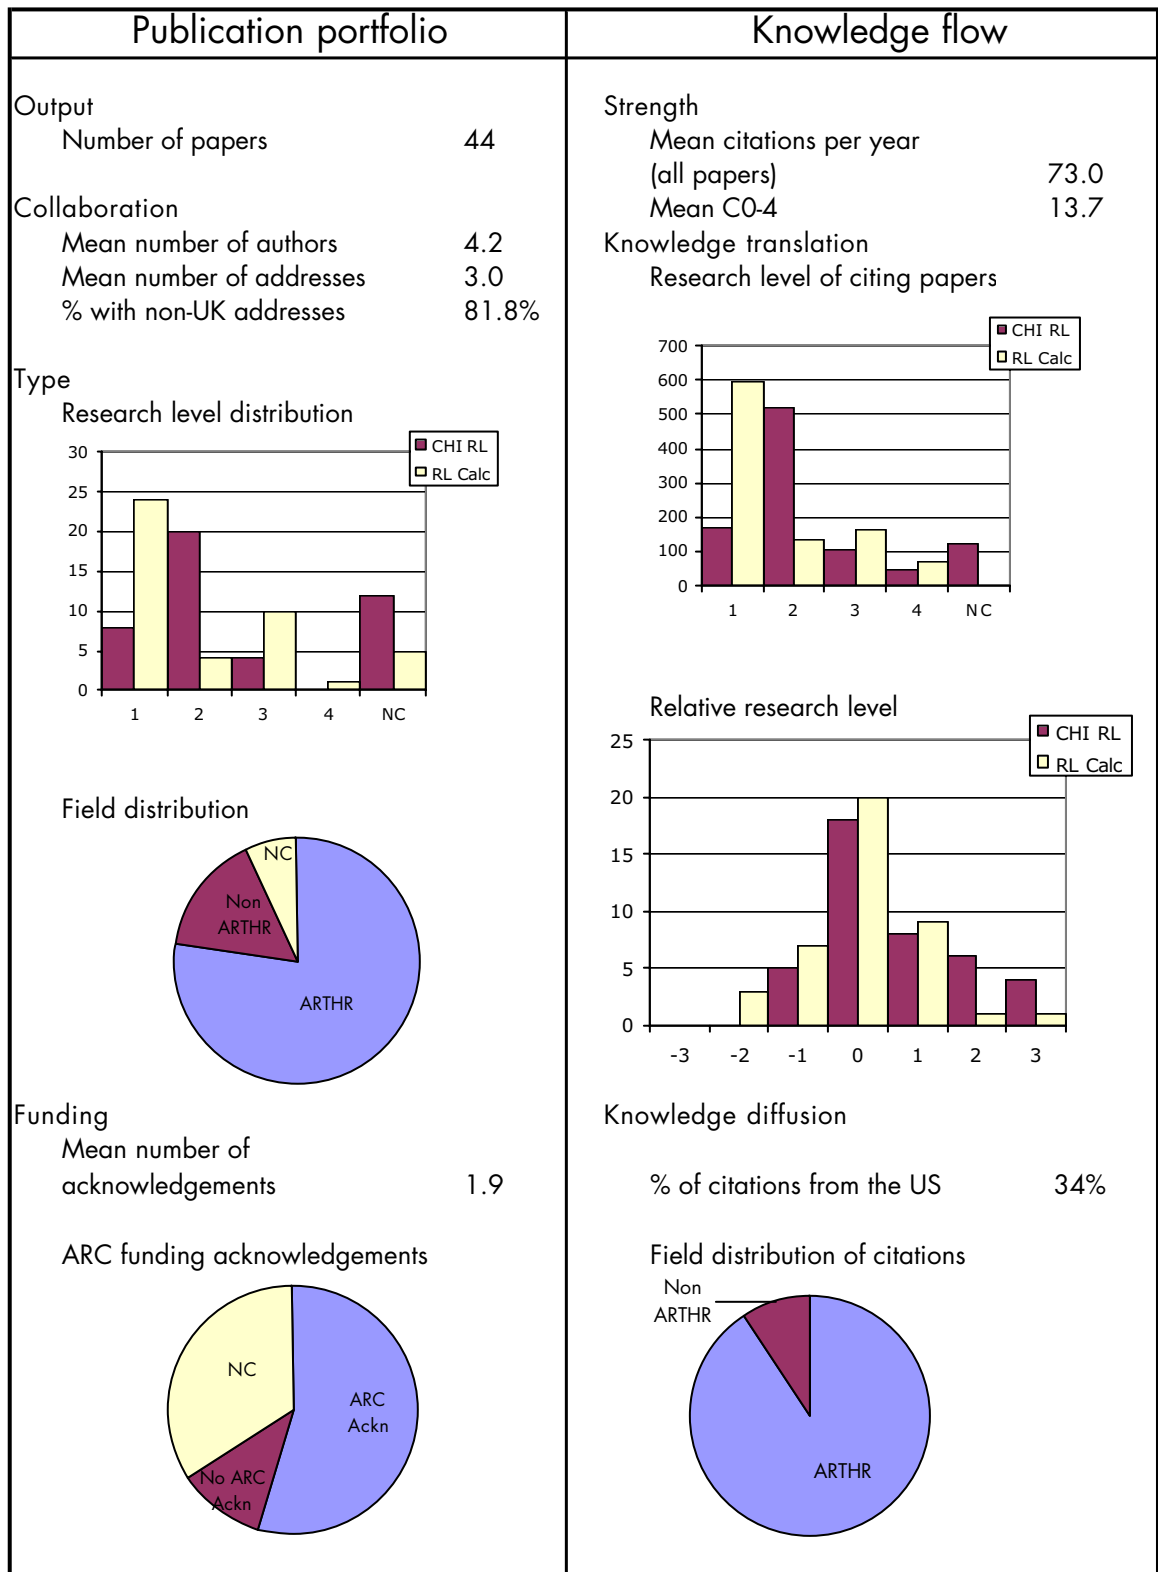 Publication portfolio
Output
Number of papers 44
Collaboration
Mean number of authors 4.2
Mean number of addresses 3.0
% with non-UK addresses 81.8%
Type
Research level distribution
CHI RL
RL Calc
30
25
20
15
10
5
0
1 2 3 4 NC
Field distribution
NC
Non
ARTHR
ARTHR
Funding
Mean number of
acknowledgements 1.9
ARC funding acknowledgements
NC
ARC
Ackn
No ARC
Ackn
Knowledge flow
Strength
Mean citations per year
(all papers) 73.0
Mean C0-4 13.7
Knowledge translation
Research level of citing papers
CHI RL
RL Calc
700
600
500
400
300
200
100
0
1 2 3 4 NC
Relative research level
CHI RL
RL Calc
25
20
15
10
5
0
-3 -2 -1 0 1 2 3
Knowledge diffusion
% of citations from the US 34%
Field distribution of citations
Non
ARTHR
ARTHR